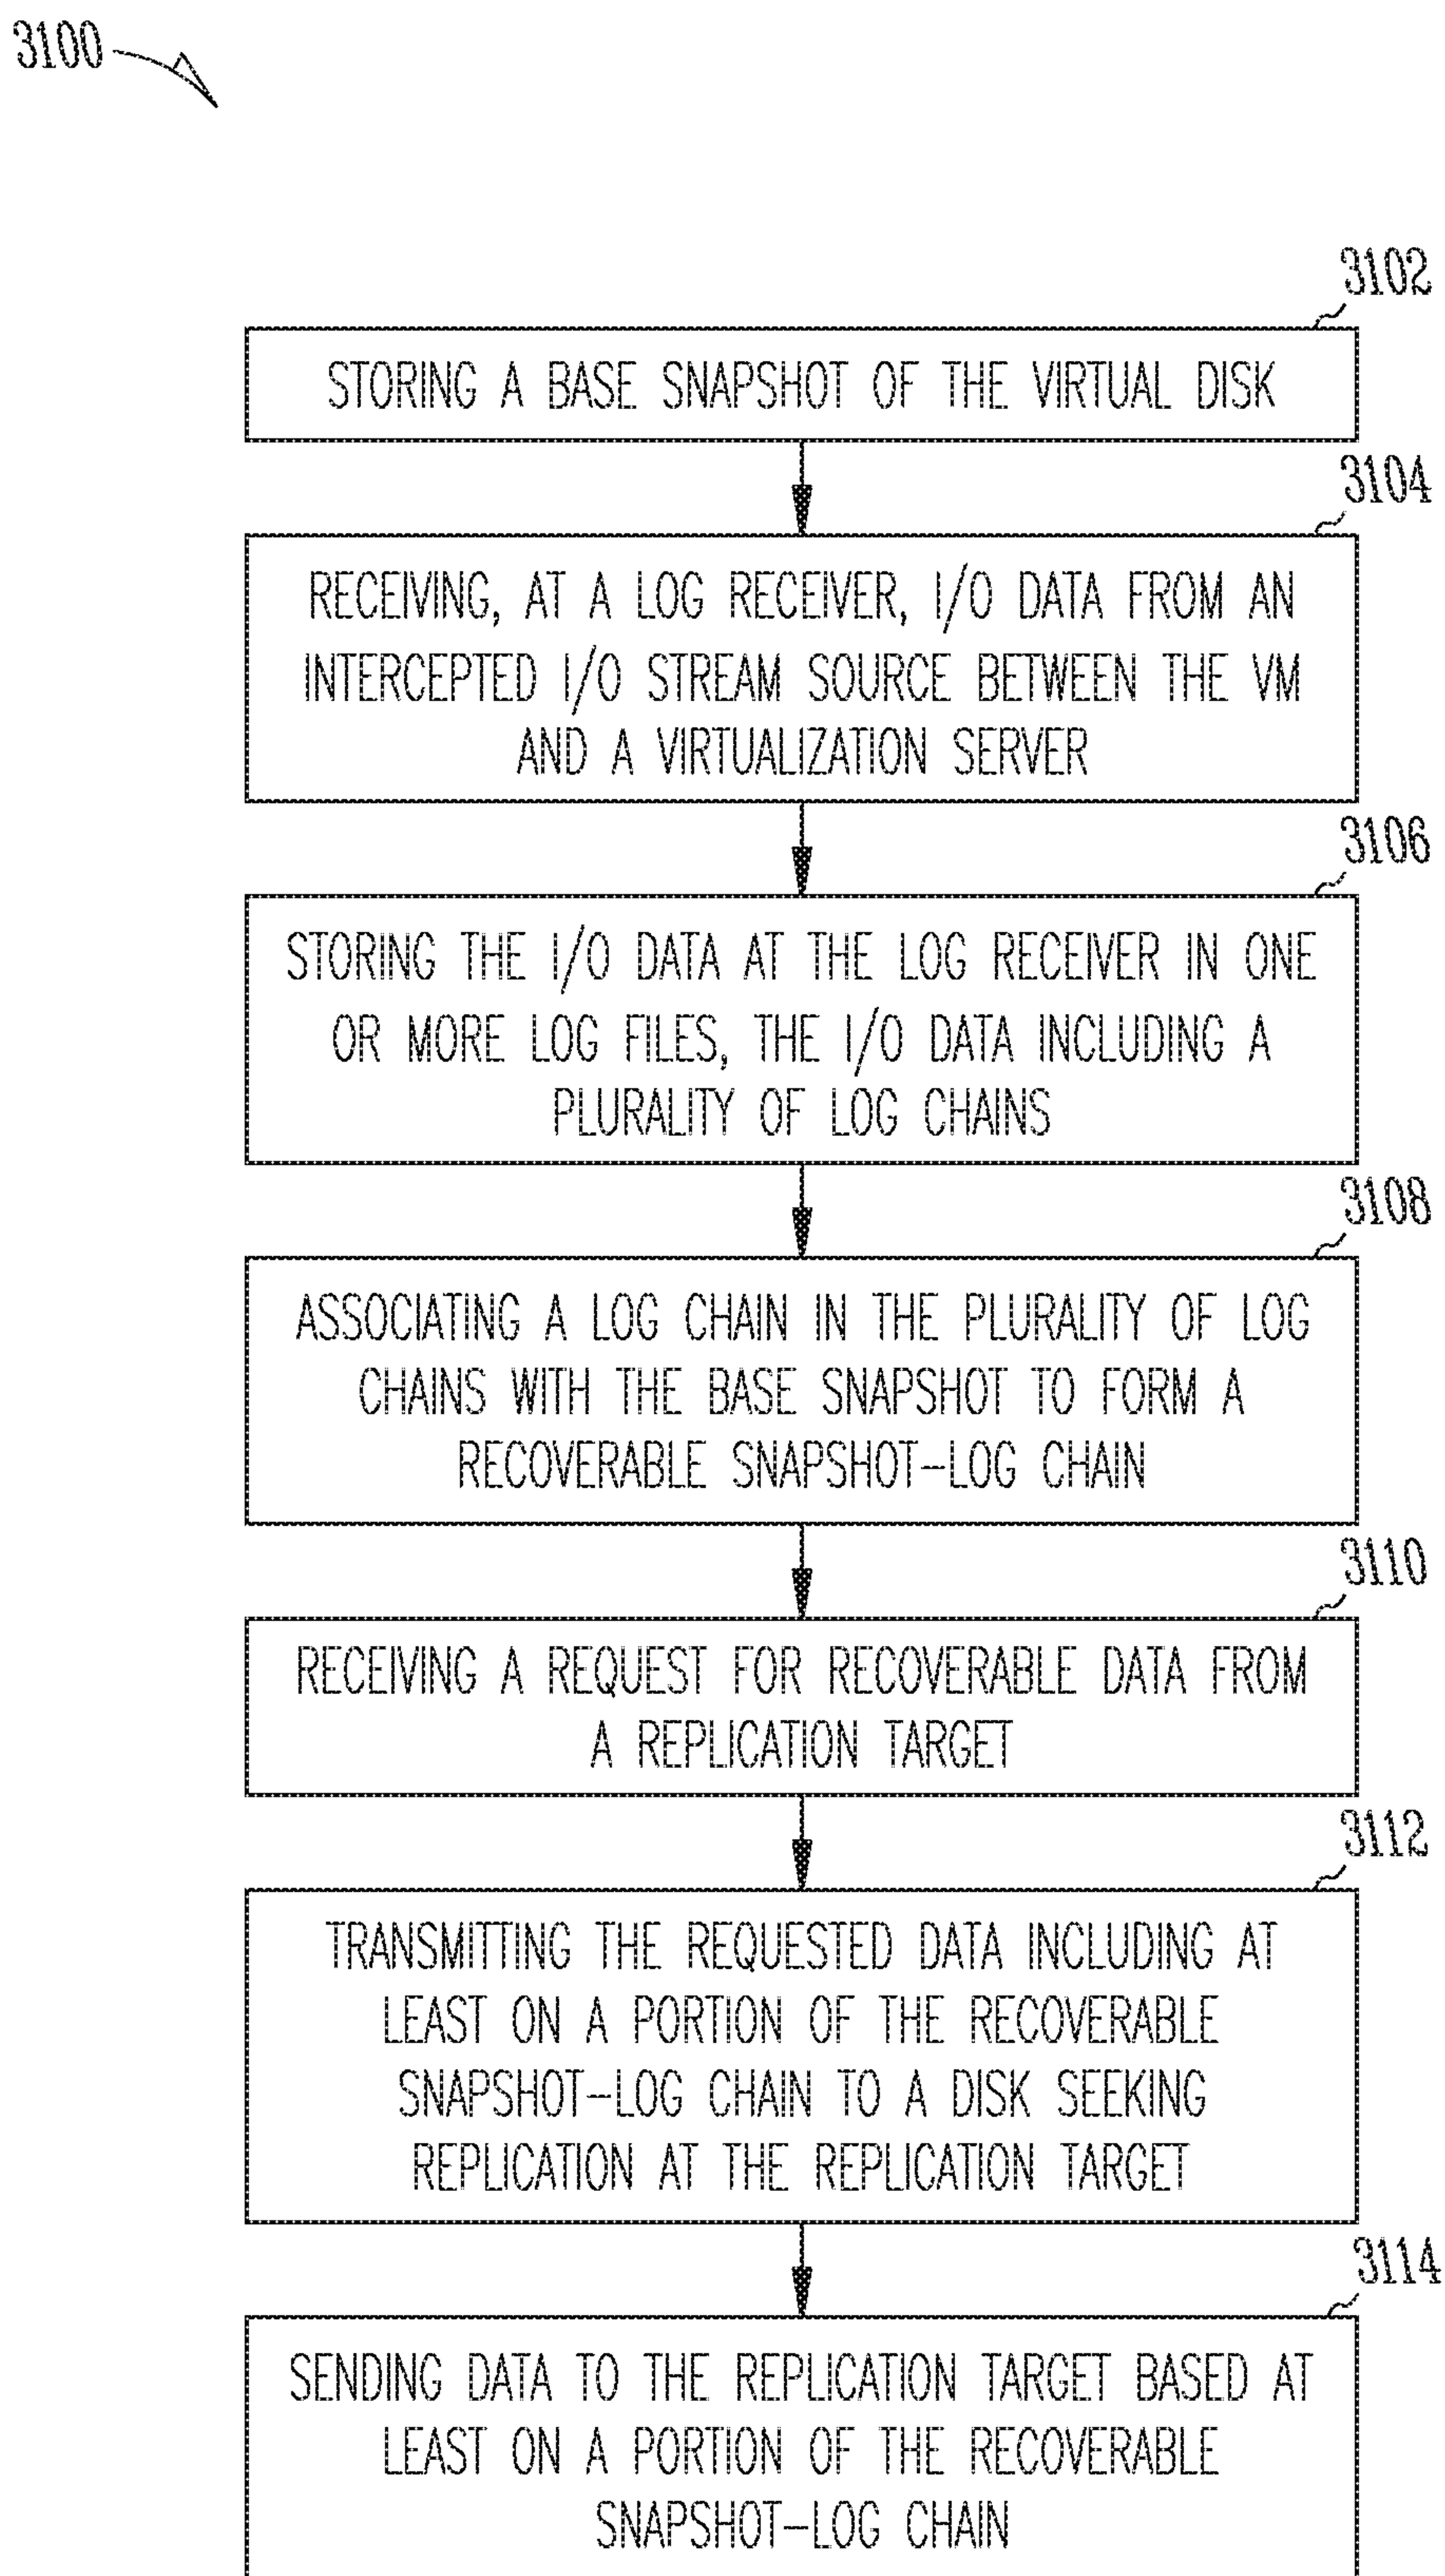 3100
3102
STORING A BASE SNAPSHOT OF THE VIRTUAL DISK
3104
RECEIVING, AT A LOG RECEIVER, I/O DATA FROM AN
INTERCEPTED I/O STREAM SOURCE BETWEEN THE VM
AND A VIRTUALIZATION SERVER
3106
STORING THE I/O DATA AT THE LOG RECEIVER IN ONE
OR MORE LOG FILES, THE I/O DATA INCLUDING A
PLURALITY OF LOG CHAINS
3108
ASSOCIATING A LOG CHAIN IN THE PLURALITY OF LOG
CHAINS WITH THE BASE SNAPSHOT TO FORM A
RECOVERABLE SNAPSHOT-LOG CHAIN
3110
RECEIVING A REQUEST FOR RECOVERABLE DATA FROM
A REPLICATION TARGET
3112
TRANSMITTING THE REQUESTED DATA INCLUDING AT
LEAST ON A PORTION OF THE RECOVERABLE
SNAPSHOT-LOG CHAIN TO A DISK SEEKING
REPLICATION AT THE REPLICATION TARGET
3114
SENDING DATA TO THE REPLICATION TARGET BASED AT
LEAST ON A PORTION OF THE RECOVERABLE
SNAPSHOT-LOG CHAIN